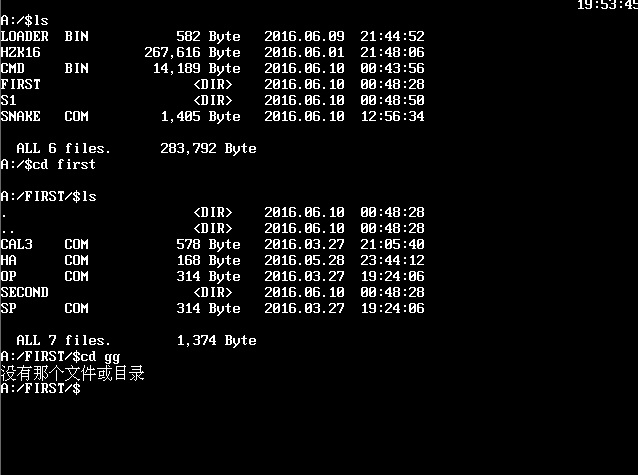 19:53:45
A:/$ls
LOADER  BIN           582 Byte   2016.06.09  21:44:52
HZK16             267,616 Byte   2016.06.01  21:48:06
CMD     BIN        14,189 Byte   2016.06.10  00:43:56
FIRST                   <DIR>    2016.06.10  00:48:28
S1                      <DIR>    2016.06.10  00:48:50
SNAKE   COM         1,405 Byte   2016.06.10  12:56:34
ALL 6 files.      283,792 Byte
A:/$cd first
A:/FIRST/$ls
.                       <DIR>    2016.06.10  00:48:28
..                      <DIR>    2016.06.10  00:48:28
CAL3    COM           578 Byte   2016.03.27  21:05:40
HA      COM           168 Byte   2016.05.28  23:44:12
OP      COM           314 Byte   2016.03.27  19:24:06
SECOND                  <DIR>    2016.06.10  00:48:28
SP      COM           314 Byte   2016.03.27  19:24:06
ALL 7 files.        1,374 Byte
A:/FIRST/$cd gg
没有那个文件或目录
A:/FIRST/$